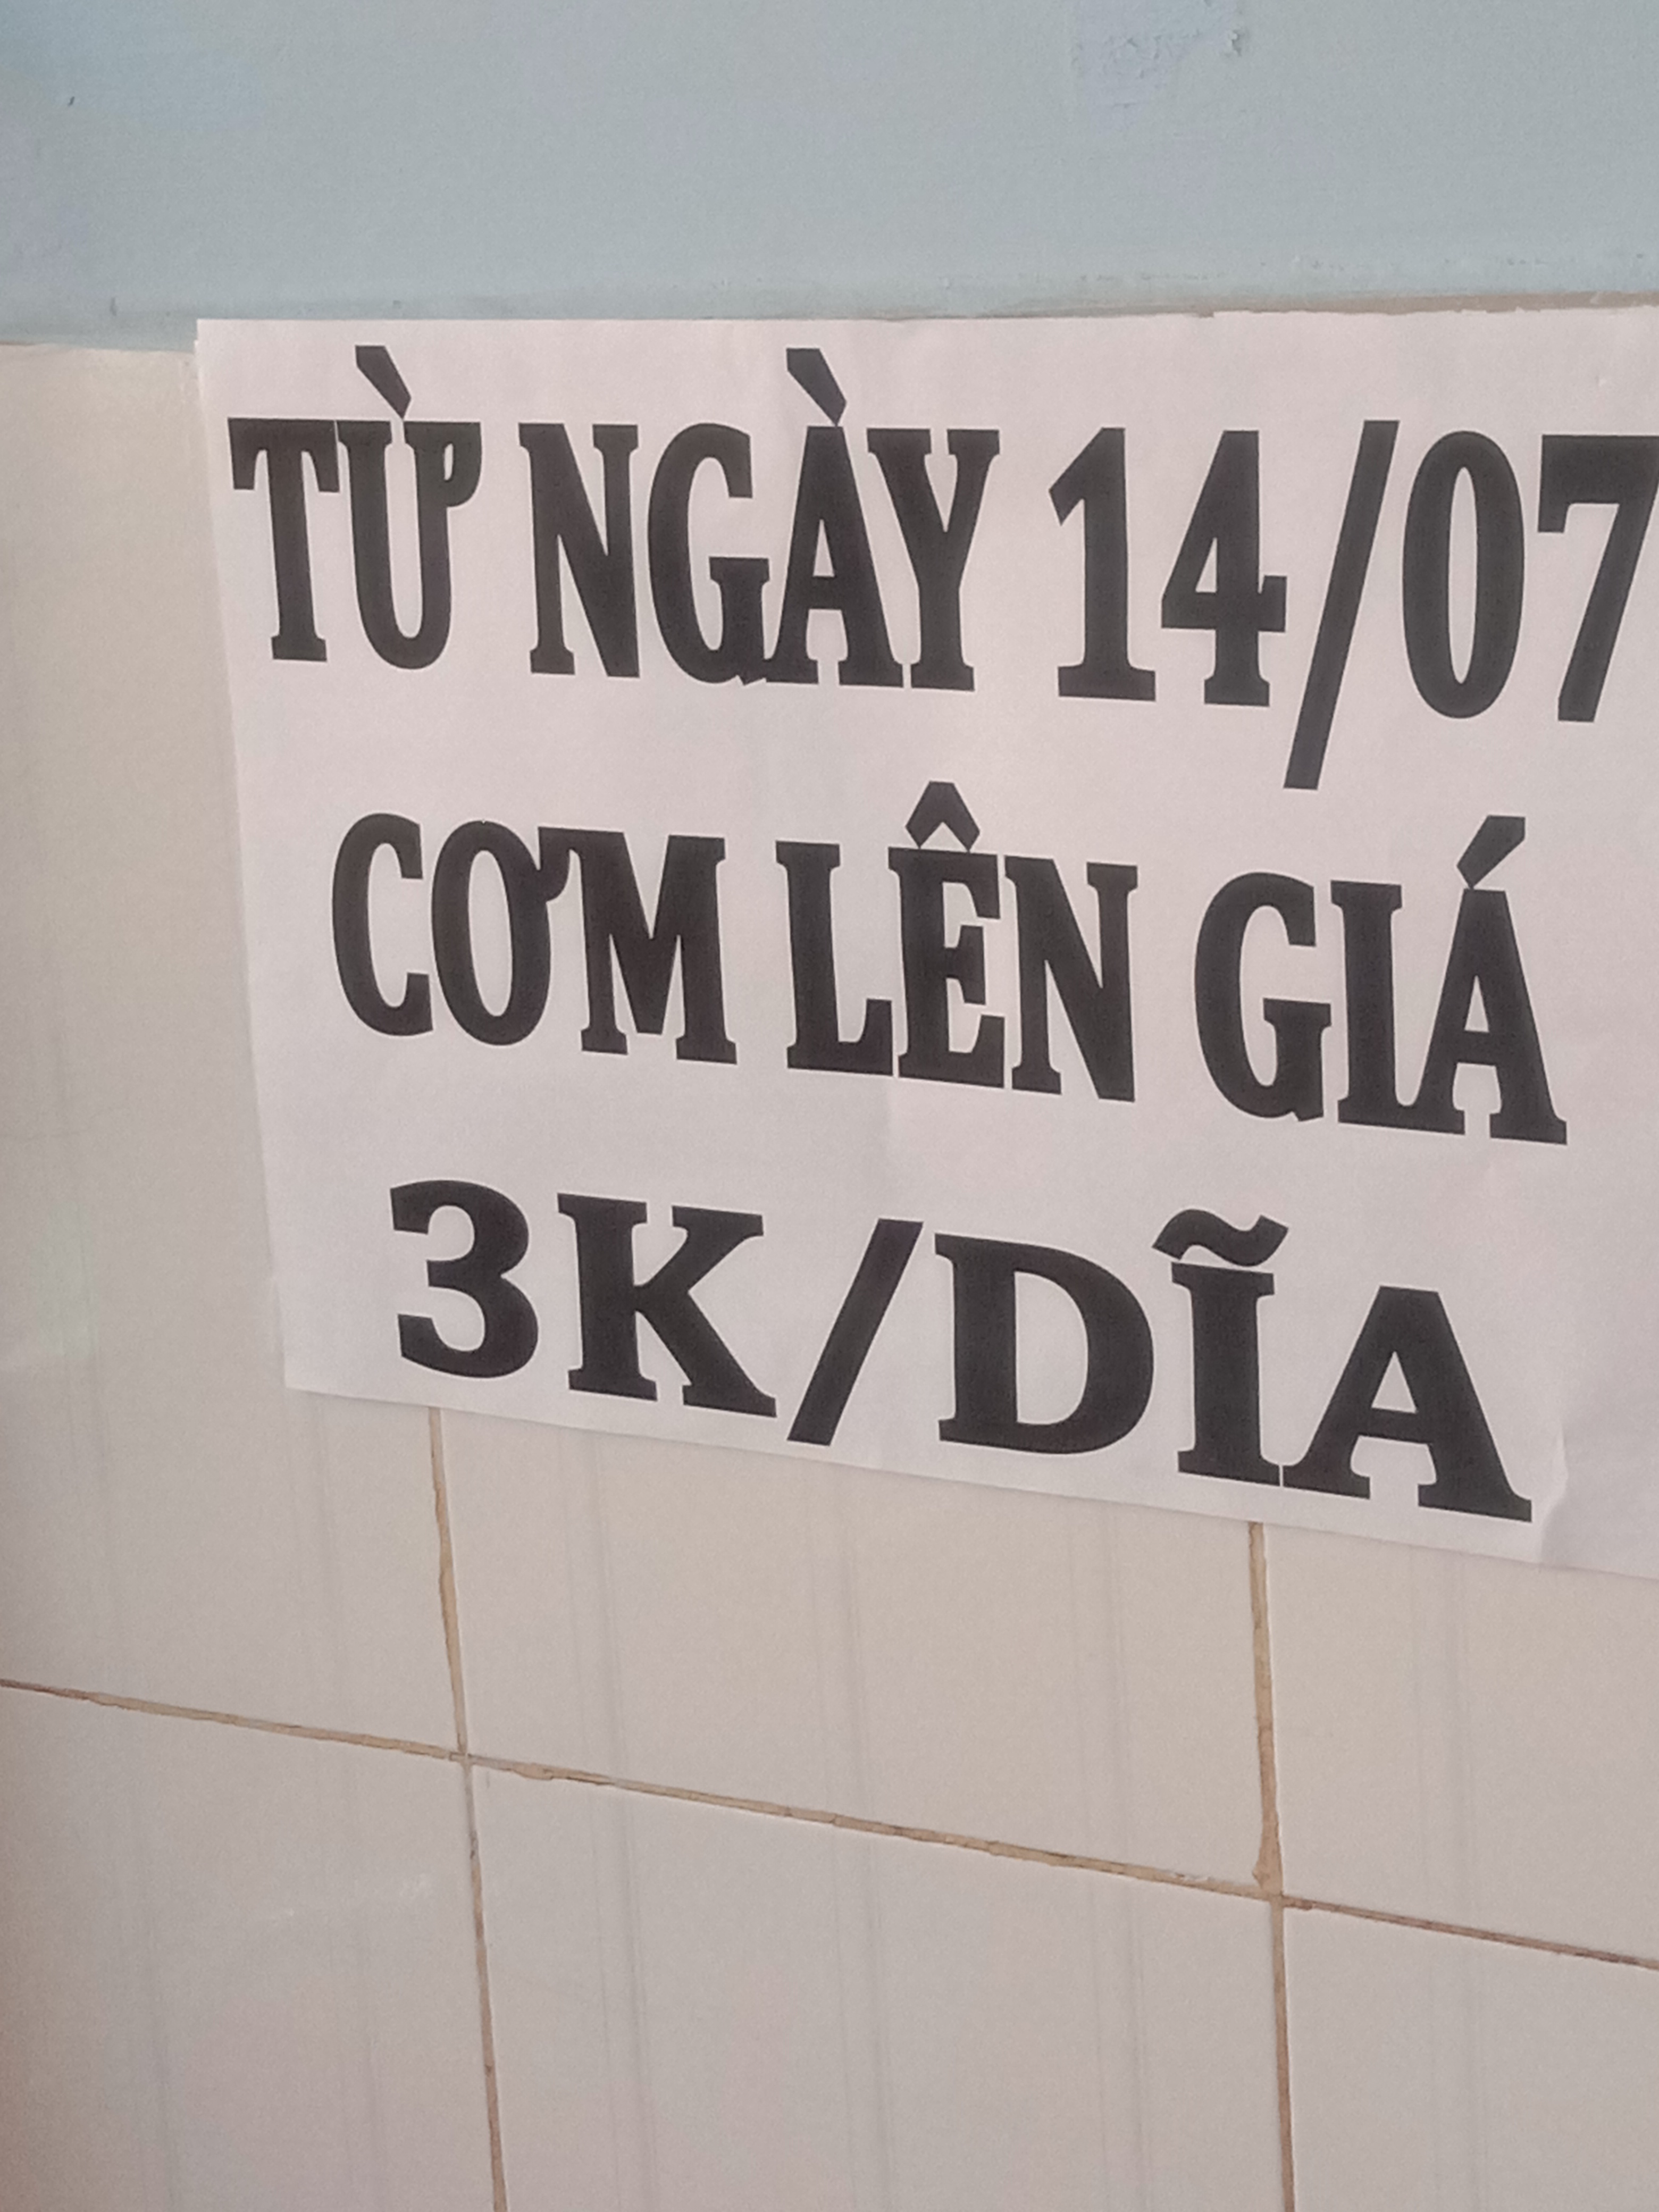 TỪ NGÀY 14/07
CƠM LÊN GIÁ
3K/DĨA